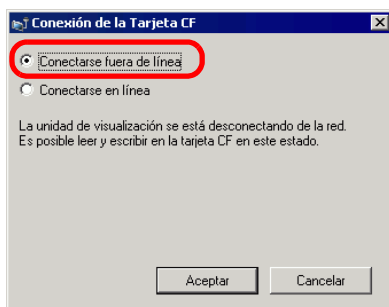 Conexión de la Tarjeta CF
Conectarse fuera de línea
Conectarse en línea
La unidad de visualización se está desconectando de la red.
Es posible leer y escribir en la tarjeta CF en este estado.
Aceptar
Cancelar